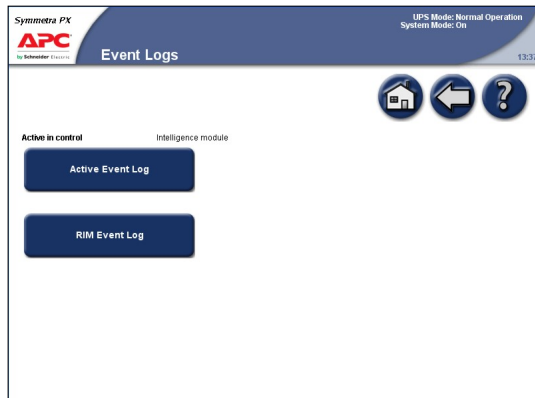 Symmetra PX
UPS Mode: Normal Operation
System Mode: On
APC
by Schneider Electric
Event Logs
13:37
?
Active in control Intelligence module
Active Event Log
RIM Event Log